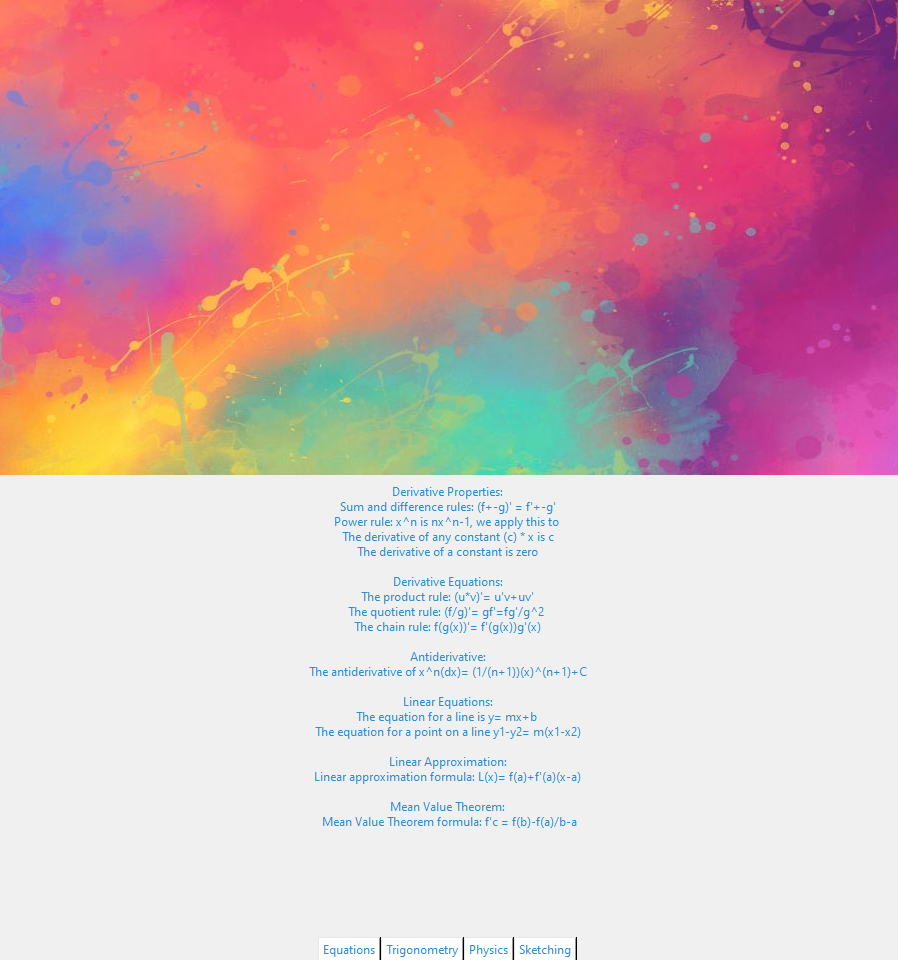 Derivative Properties:
Sum and difference rules: (f+-g)' = f'+-g'
Power rule: x^n is nx^n-1, we apply this to
The derivative of any constant (c) * x is c
The derivative of a constant is zero
Derivative Equations:
The product rule: (u*v)'= u'v+uv'
The quotient rule: (f/g)'= gf'=fg'/g^2
The chain rule: f(g(x))'= f'(g(x))g'(x)
Antiderivative:
The antiderivative of x^n(dx)= (1/(n+1))(x)^(n+1)+C
Linear Equations:
The equation for a line is y= mx+b
The equation for a point on a line y1-y2= m(x1-x2)
Linear Approximation:
Linear approximation formula: L(x)= f(a)+f'(a)(x-a)
Mean Value Theorem:
Mean Value Theorem formula: f'c = f(b)-f(a)/b-a
Equations Trigonometry Physics Sketching